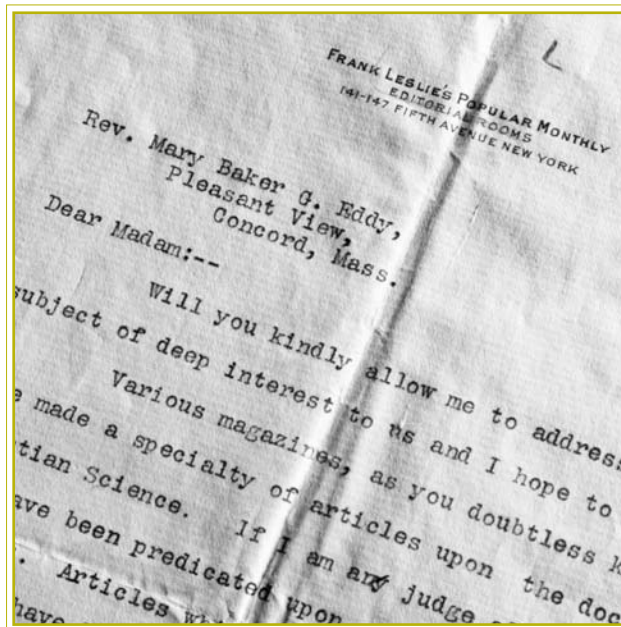 FRANK LESLIE'S POPULAR MONTHLY
EDITORIAL ROOMS
141-147 FIFTH AVENUE NEW YORK
Rev. Mary Baker G. Eddy,
Pleasant View,
Concord, Mass.
Dear Madam:--
Will you kindly allow me to address
subject of deep interest to us and I hope to
Various magazines, as you doubtless k
e made a specialty of articles upon the doc
tian Science. If I am any judge of
ave been predicated upon
. Articles whi
have